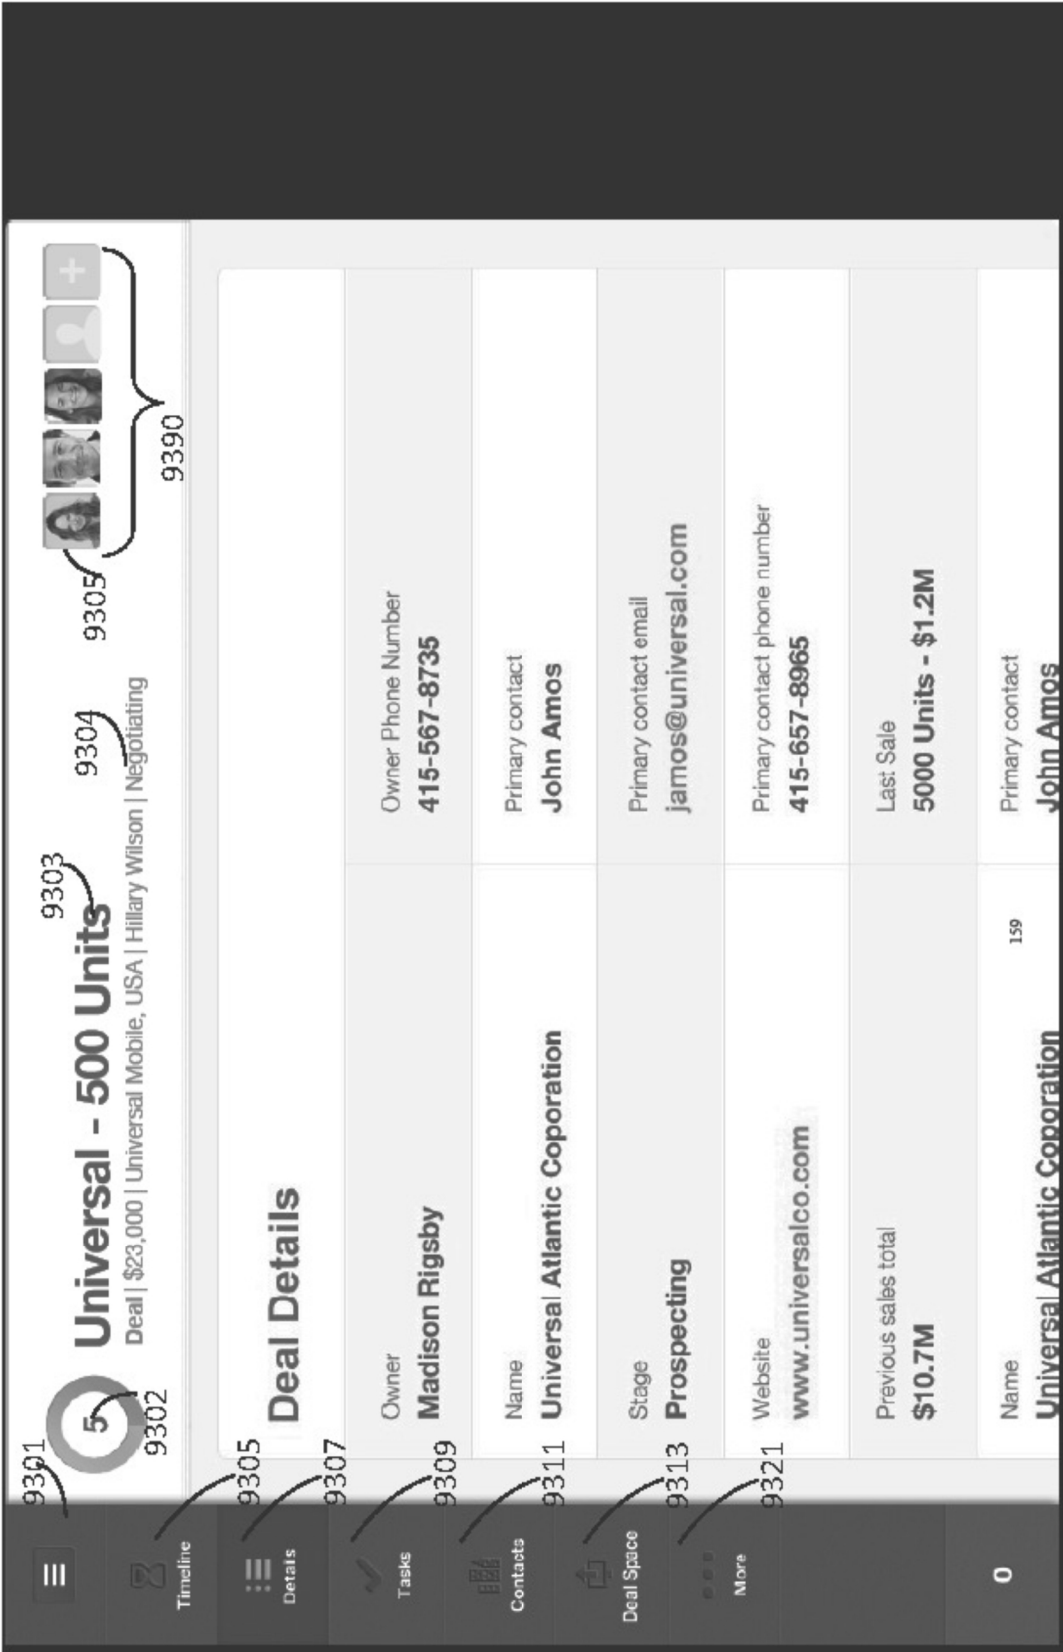 9301
9302
5
Universal - 500 Units
9303
Deal | $23,000 | Universal Mobile, USA | Hillary Wilson | Negotiating
9304
9305
9390
Timeline
9305
Details
9307
Tasks
9309
Contacts
9311
Deal Space
9313
More
9321
0
Deal Details
Owner
Madison Rigsby
Owner Phone Number
415-567-8735
Name
Universal Atlantic Coporation
Primary contact
John Amos
Stage
Prospecting
Primary contact email
jamos@universal.com
Website
www.universalco.com
Primary contact phone number
415-657-8965
Previous sales total
$10.7M
Last Sale
5000 Units - $1.2M
159
Name
Universal Atlantic Coporation
Primary contact
John Amos